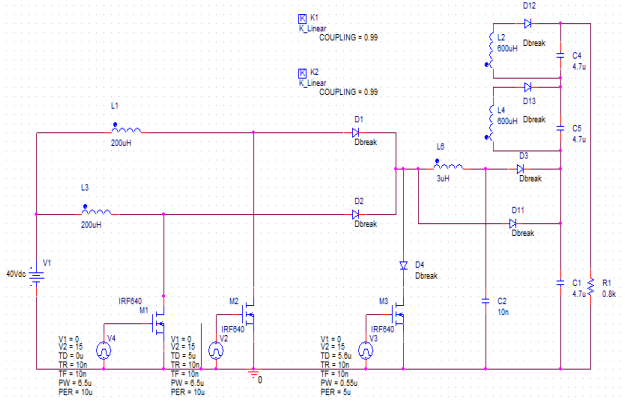 D12
K K1
K_Linear
COUPLING = 0.99
L2
600uH
Dbreak
C4
4.7u
K K2
K_Linear
COUPLING = 0.99
D13
L4
600uH
Dbreak
C5
4.7u
L1
200uH
D1
Dbreak
L6
3uH
D3
Dbreak
L3
200uH
D2
Dbreak
D11
Dbreak
V1
40Vdc
D4
Dbreak
C1
4.7u
R1
0.8k
C2
10n
IRF640
M1
M2
IRF640
M3
IRF640
V4
V2
V3
V1 = 0
V2 = 15
TD = 0u
TR = 10n
TF = 10n
PW = 6.5u
PER = 10u
V1 = 0
V2 = 15
TD = 5u
TR = 10n
TF = 10n
PW = 6.5u
PER = 10u
0
V1 = 0
V2 = 15
TD = 5.6u
TR = 10n
TF = 10n
PW = 0.55u
PER = 5u